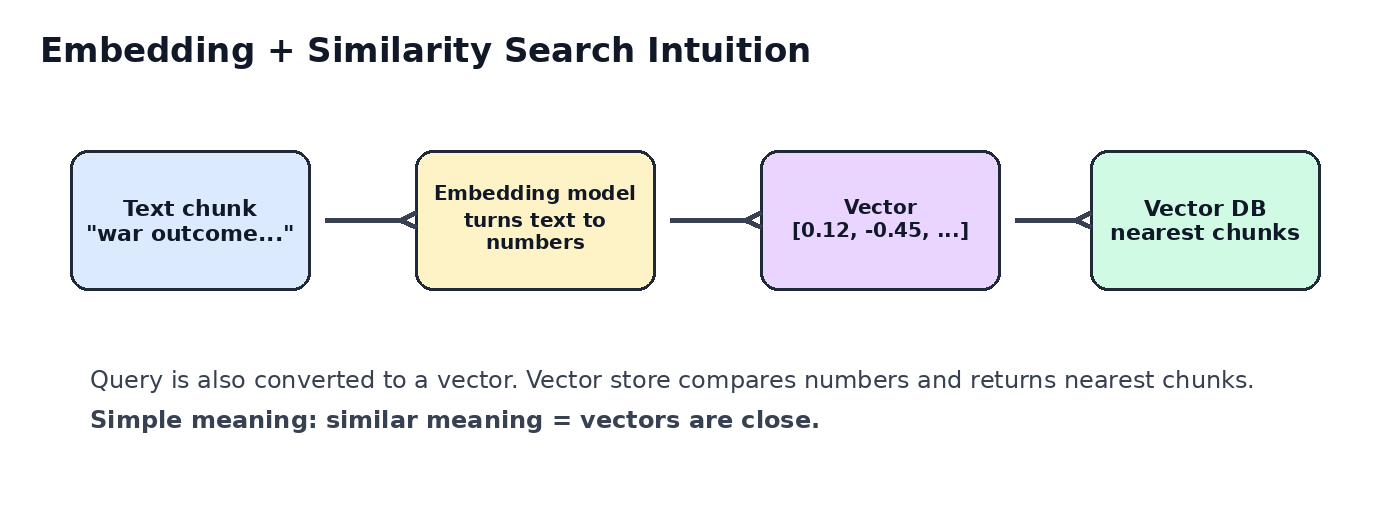 Embedding + Similarity Search Intuition
Text chunk
"war outcome..."
Embedding model
turns text to
numbers
Vector
[0.12, -0.45, ...]
Vector DB
nearest chunks
Query is also converted to a vector. Vector store compares numbers and returns nearest chunks.
Simple meaning: similar meaning = vectors are close.